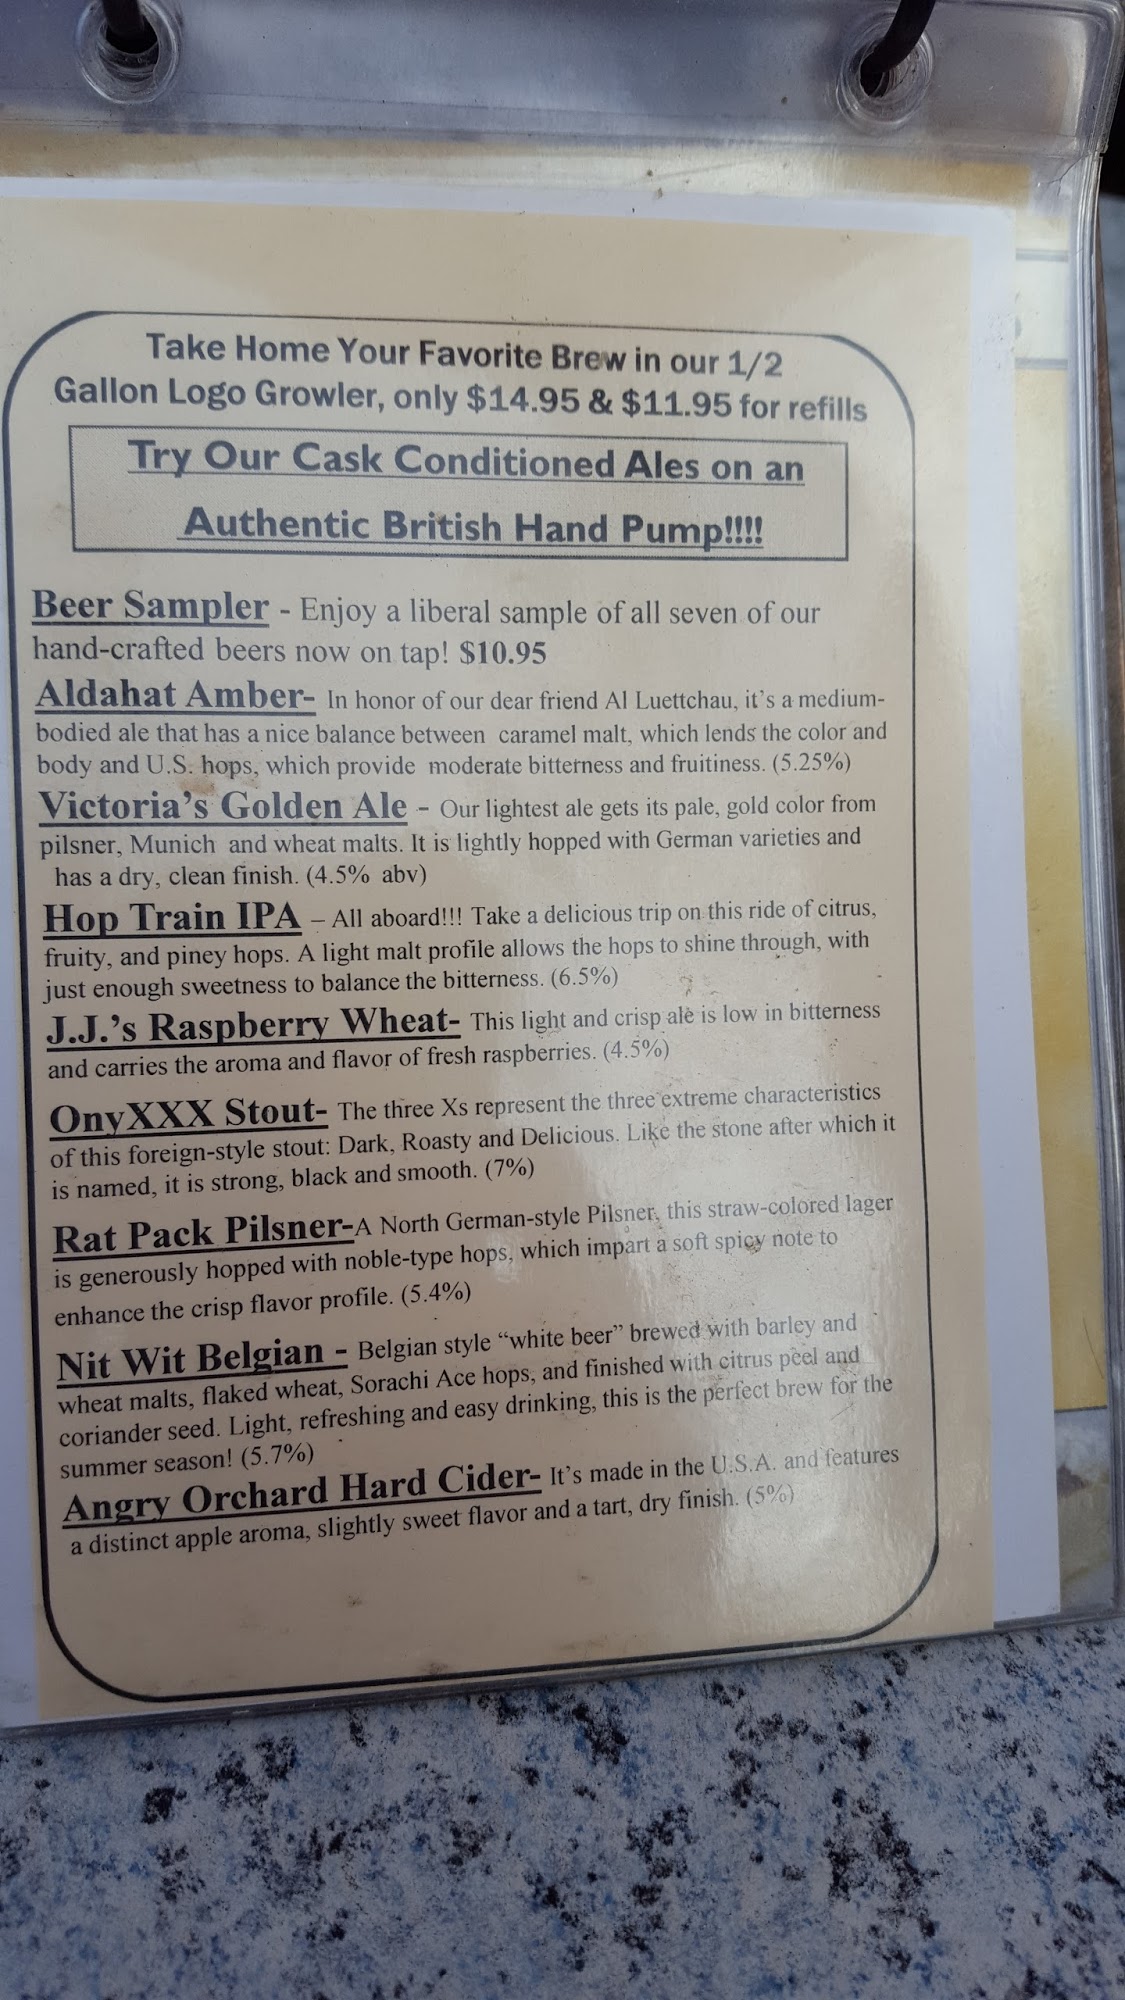 Take Home Your Favorite Brew in our 1/2
Gallon Logo Growler, only $14.95 & $11.95 for refills
Try Our Cask Conditioned Ales on an
Authentic British Hand Pump!!!!
Beer Sampler - Enjoy a liberal sample of all seven of our
hand-crafted beers now on tap! $10.95
Aldahat Amber- In honor of our dear friend Al Luettchau, it's a medium-
bodied ale that has a nice balance between caramel malt, which lends the color and
body and U.S. hops, which provide moderate bitterness and fruitiness. (5.25%)
Victoria's Golden Ale - Our lightest ale gets its pale, gold color from
pilsner, Munich and wheat malts. It is lightly hopped with German varieties and
has a dry, clean finish. (4.5% abv)
Hop Train IPA – All aboard!!! Take a delicious trip on this ride of citrus,
fruity, and piney hops. A light malt profile allows the hops to shine through, with
just enough sweetness to balance the bitterness. (6.5%)
J.J.'s Raspberry Wheat- This light and crisp ale is low in bitterness
and carries the aroma and flavor of fresh raspberries. (4.5%)
OnyXXX Stout- The three Xs represent the three extreme characteristics
of this foreign-style stout: Dark, Roasty and Delicious. Like the stone after which it
is named, it is strong, black and smooth. (7%)
Rat Pack Pilsner-A North German-style Pilsner, this straw-colored lager
is generously hopped with noble-type hops, which impart a soft spicy note to
enhance the crisp flavor profile. (5.4%)
Nit Wit Belgian - Belgian style “white beer” brewed with barley and
wheat malts, flaked wheat, Sorachi Ace hops, and finished with citrus peel and
coriander seed. Light, refreshing and easy drinking, this is the perfect brew for the
summer season! (5.7%)
Angry Orchard Hard Cider- It's made in the U.S.A. and features
a distinct apple aroma, slightly sweet flavor and a tart, dry finish. (5%)